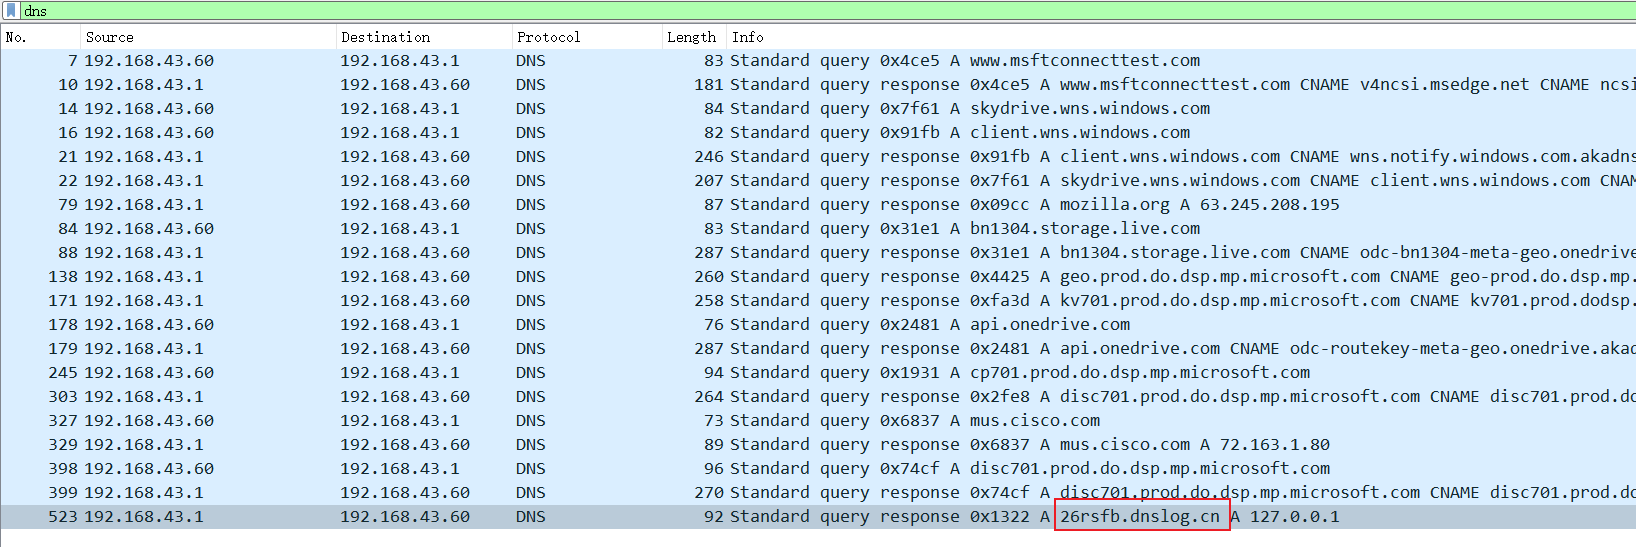 dns
No. Source Destination Protocol Length Info
7 192.168.43.60 192.168.43.1 DNS 83 Standard query 0x4ce5 A www.msftconnecttest.com
10 192.168.43.1 192.168.43.60 DNS 181 Standard query response 0x4ce5 A www.msftconnecttest.com CNAME v4ncsi.msedge.net CNAME ncsi
14 192.168.43.60 192.168.43.1 DNS 84 Standard query 0x7f61 A skydrive.wns.windows.com
16 192.168.43.60 192.168.43.1 DNS 82 Standard query 0x91fb A client.wns.windows.com
21 192.168.43.1 192.168.43.60 DNS 246 Standard query response 0x91fb A client.wns.windows.com CNAME wns.notify.windows.com.akadns
22 192.168.43.1 192.168.43.60 DNS 207 Standard query response 0x7f61 A skydrive.wns.windows.com CNAME client.wns.windows.com CNAM
79 192.168.43.1 192.168.43.60 DNS 87 Standard query response 0x09cc A mozilla.org A 63.245.208.195
84 192.168.43.60 192.168.43.1 DNS 83 Standard query 0x31e1 A bn1304.storage.live.com
88 192.168.43.1 192.168.43.60 DNS 287 Standard query response 0x31e1 A bn1304.storage.live.com CNAME odc-bn1304-meta-geo.onedrive
138 192.168.43.1 192.168.43.60 DNS 260 Standard query response 0x4425 A geo.prod.do.dsp.mp.microsoft.com CNAME geo-prod.do.dsp.mp.
171 192.168.43.1 192.168.43.60 DNS 258 Standard query response 0xfa3d A kv701.prod.do.dsp.mp.microsoft.com CNAME kv701.prod.dodsp.
178 192.168.43.60 192.168.43.1 DNS 76 Standard query 0x2481 A api.onedrive.com
179 192.168.43.1 192.168.43.60 DNS 287 Standard query response 0x2481 A api.onedrive.com CNAME odc-routekey-meta-geo.onedrive.akad
245 192.168.43.60 192.168.43.1 DNS 94 Standard query 0x1931 A cp701.prod.do.dsp.mp.microsoft.com
303 192.168.43.1 192.168.43.60 DNS 264 Standard query response 0x2fe8 A disc701.prod.do.dsp.mp.microsoft.com CNAME disc701.prod.do
327 192.168.43.60 192.168.43.1 DNS 73 Standard query 0x6837 A mus.cisco.com
329 192.168.43.1 192.168.43.60 DNS 89 Standard query response 0x6837 A mus.cisco.com A 72.163.1.80
398 192.168.43.60 192.168.43.1 DNS 96 Standard query 0x74cf A disc701.prod.do.dsp.mp.microsoft.com
399 192.168.43.1 192.168.43.60 DNS 270 Standard query response 0x74cf A disc701.prod.do.dsp.mp.microsoft.com CNAME disc701.prod.do
523 192.168.43.1 192.168.43.60 DNS 92 Standard query response 0x1322 A 26rsfb.dnslog.cn A 127.0.0.1